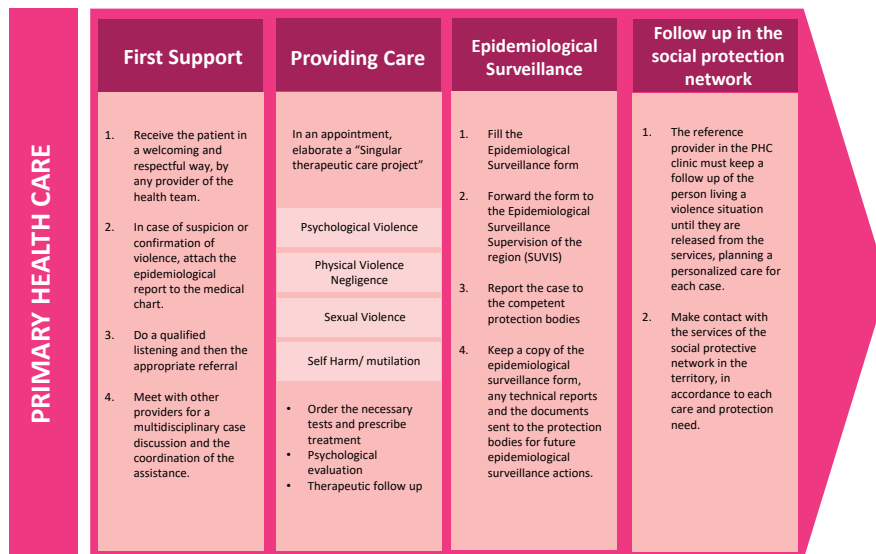 PRIMARY HEALTH CARE
First Support
1. Receive the patient in
a welcoming and
respectful way, by
any provider of the
health team.
2. In case of suspicion or
confirmation of
violence, attach the
epidemiological
report to the medical
chart.
3. Do a qualified
listening and then the
appropriate referral
4. Meet with other
providers for a
multidisciplinary case
discussion and the
coordination of the
assistance.
Providing Care
In an appointment,
elaborate a “Singular
therapeutic care project”
Psychological Violence
Physical Violence
Negligence
Sexual Violence
Self Harm/ mutilation
• Order the necessary
tests and prescribe
treatment
• Psychological
evaluation
• Therapeutic follow up
Epidemiological
Surveillance
1. Fill the
Epidemiological
Surveillance form
2. Forward the form to
the Epidemiological
Surveillance
Supervision of the
region (SUVIS)
3. Report the case to
the competent
protection bodies
4. Keep a copy of the
epidemiological
surveillance form,
any technical reports
and the documents
sent to the protection
bodies for future
epidemiological
surveillance actions.
Follow up in the
social protection
network
1. The reference
provider in the PHC
clinic must keep a
follow up of the
person living a
violence situation
until they are
released from the
services, planning a
personalized care for
each case.
2. Make contact with
the services of the
social protective
network in the
territory, in
accordance to each
care and protection
need.